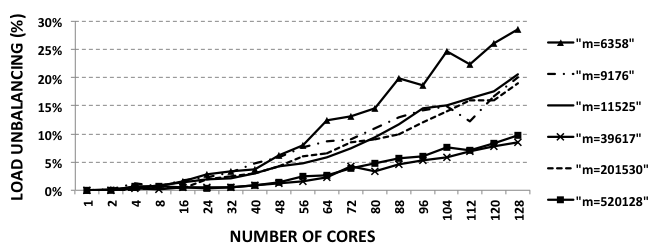 LOAD UNBALANCING (%)
30%
25%
20%
15%
10%
5%
0%
1 2 4 8 16 24 32 40 48 56 64 72 80 88 96 104 112 120 128
NUMBER OF CORES
"m=6358"
"m=9176"
"m=11525"
"m=39617"
"m=201530"
"m=520128"